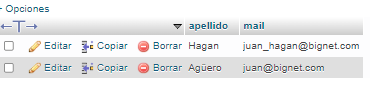 + Opciones
←T→ apellido mail
Editar Copiar Borrar Hagan juan_hagan@bignet.com
Editar Copiar Borrar Agüero juan@bignet.com